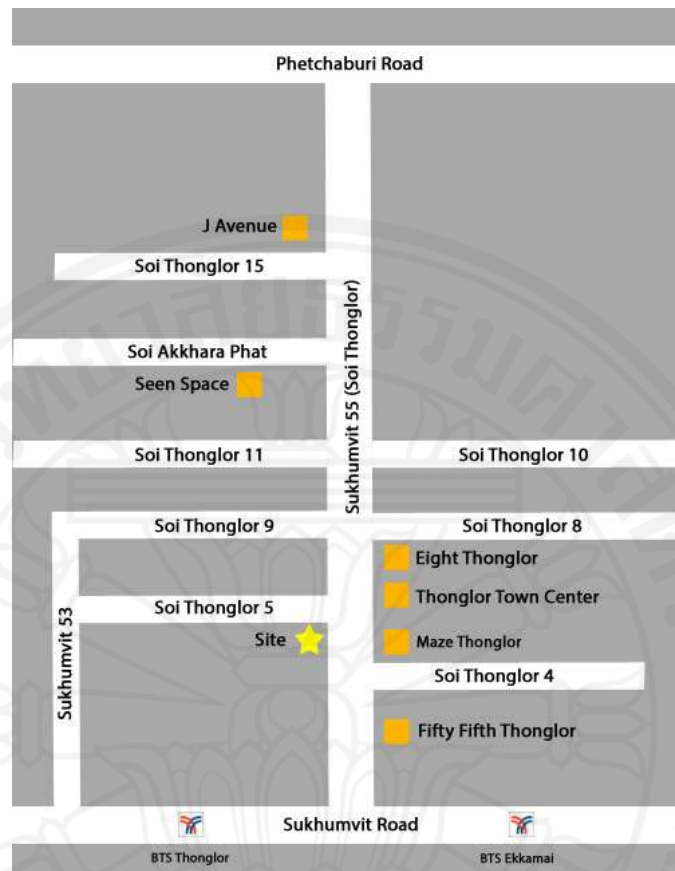 Phetchaburi Road
J Avenue
Soi Thonglor 15
Soi Akkhara Phat
Seen Space
Sukhumvit 55 (Soi Thonglor)
Soi Thonglor 11
Soi Thonglor 10
Soi Thonglor 9
Soi Thonglor 8
Eight Thonglor
Thonglor Town Center
Soi Thonglor 5
Site
Maze Thonglor
Sukhumvit 53
Soi Thonglor 4
Fifty Fifth Thonglor
Sukhumvit Road
BTS Thonglor
BTS Ekkamai